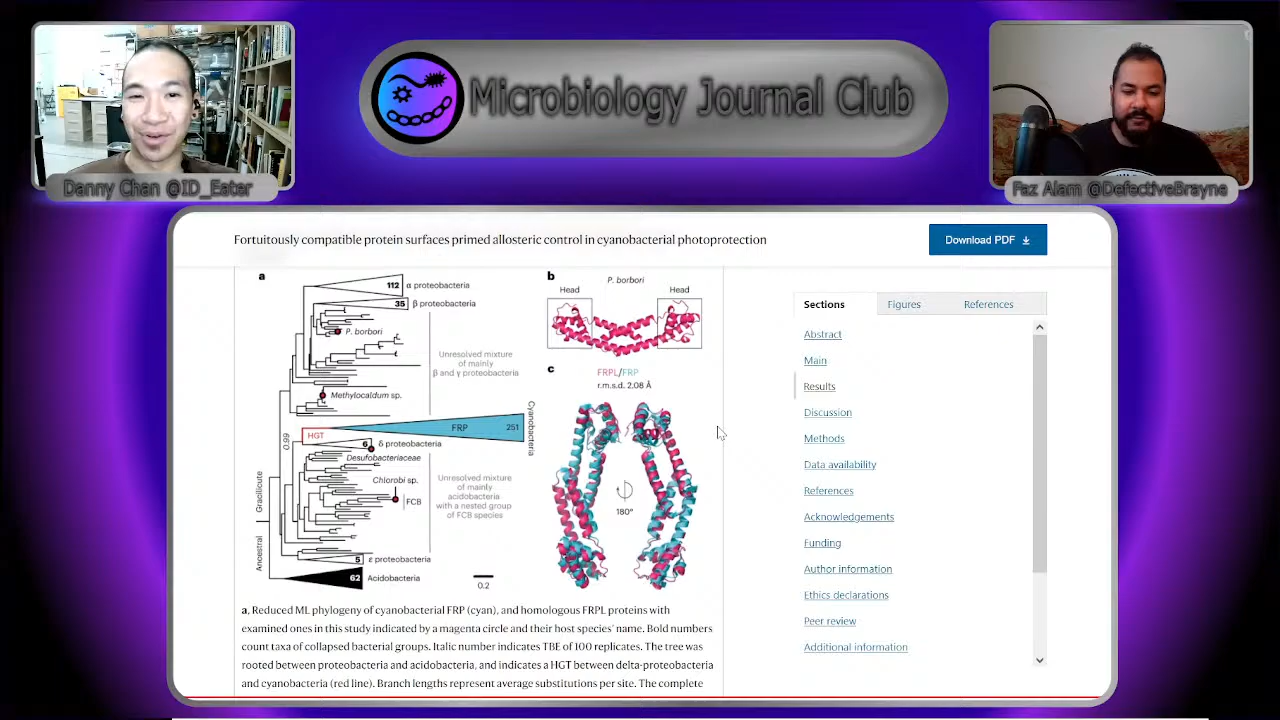 Microbiology Journal Club
Danny Chan @ID_Eater
Faz Alam @DefectiveBrayne
Fortuitously compatible protein surfaces primed allosteric control in cyanobacterial photoprotection
Download PDF
a
112 α proteobacteria
35 β proteobacteria
P. borbori
Unresolved mixture
of mainly
β and γ proteobacteria
Methylocaldum sp.
HGT
FRP
251
Cyanobacteria
0.99
6 δ proteobacteria
Desufobacteriaceae
Chlorobi sp.
FCB
Unresolved mixture
of mainly
acidobacteria
with a nested group
of FCB species
Gracilicute
Ancestral
5 ε proteobacteria
62 Acidobacteria
0.2
b
P. borbori
Head
Head
c
FRPL/FRP
r.m.s.d. 2.08 Å
180°
a, Reduced ML phylogeny of cyanobacterial FRP (cyan), and homologous FRPL proteins with
examined ones in this study indicated by a magenta circle and their host species’ name. Bold numbers
count taxa of collapsed bacterial groups. Italic number indicates TBE of 100 replicates. The tree was
rooted between proteobacteria and acidobacteria, and indicates a HGT between delta-proteobacteria
and cyanobacteria (red line). Branch lengths represent average substitutions per site. The complete
Sections
Figures
References
Abstract
Main
Results
Discussion
Methods
Data availability
References
Acknowledgements
Funding
Author information
Ethics declarations
Peer review
Additional information